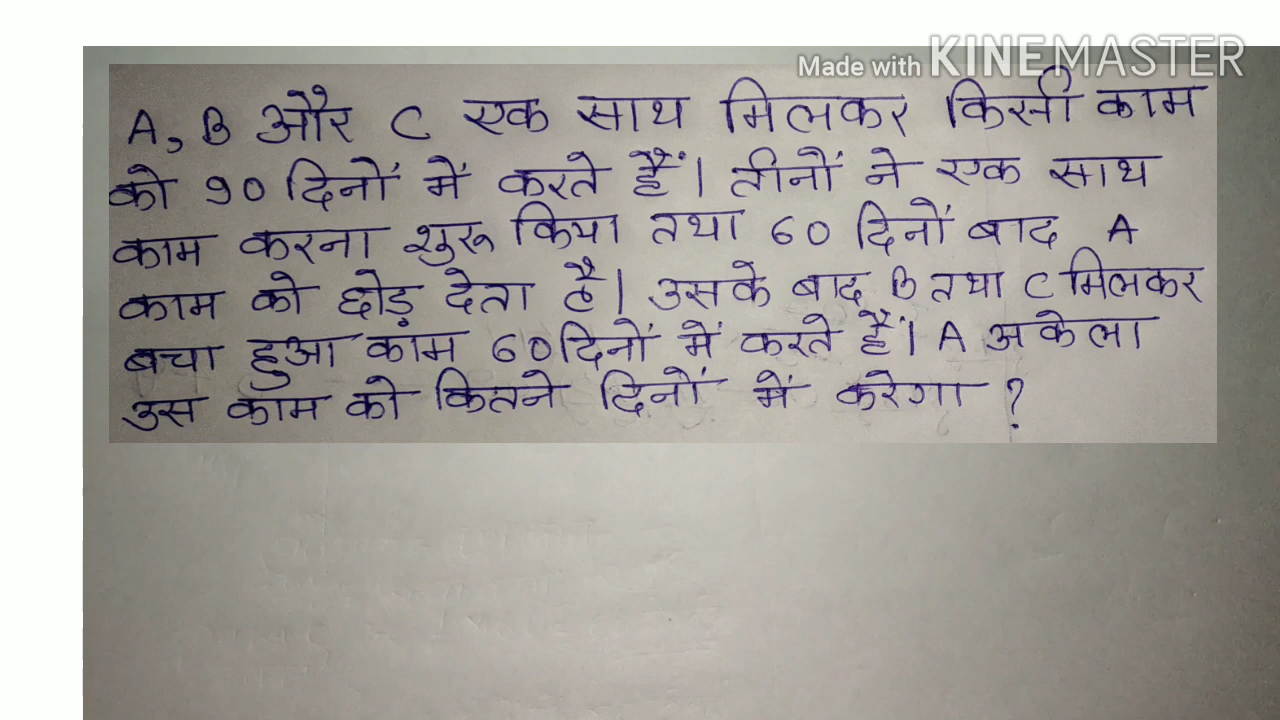 Made with KINEMASTER
A, B और C एक साथ मिलकर किसी काम
को 90 दिनों में करते हैं। तीनों ने एक साथ
काम करना शुरू किया तथा 60 दिनों बाद A
काम को छोड़ देता है। उसके बाद B तथा C मिलकर
बचा हुआ काम 60 दिनों में करते हैं। A अकेला
उस काम को कितने दिनों में करेगा ?